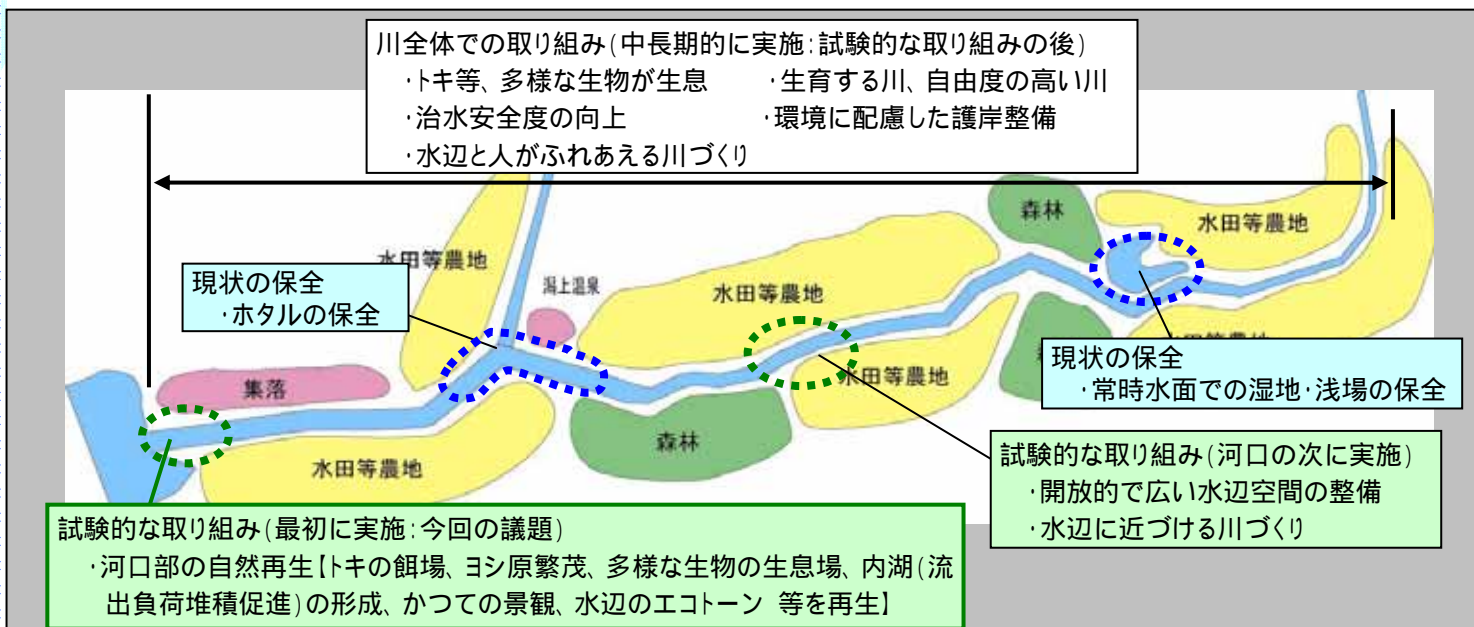 川全体での取り組み(中長期的に実施:試験的な取り組みの後)
・トキ等、多様な生物が生息 ・生育する川、自由度の高い川
・治水安全度の向上 ・環境に配慮した護岸整備
・水辺と人がふれあえる川づくり
森林
水田等農地
水田等農地
現状の保全
・ホタルの保全
潟上温泉
水田等農地
現状の保全
・常時水面での湿地・浅場の保全
水田等農地
水田等農地
集落
森林
水田等農地
試験的な取り組み(河口の次に実施)
・開放的で広い水辺空間の整備
・水辺に近づける川づくり
試験的な取り組み(最初に実施:今回の議題)
・河口部の自然再生【トキの餌場、ヨシ原繁茂、多様な生物の生息場、内湖(流
出負荷堆積促進)の形成、かつての景観、水辺のエコトーン 等を再生】